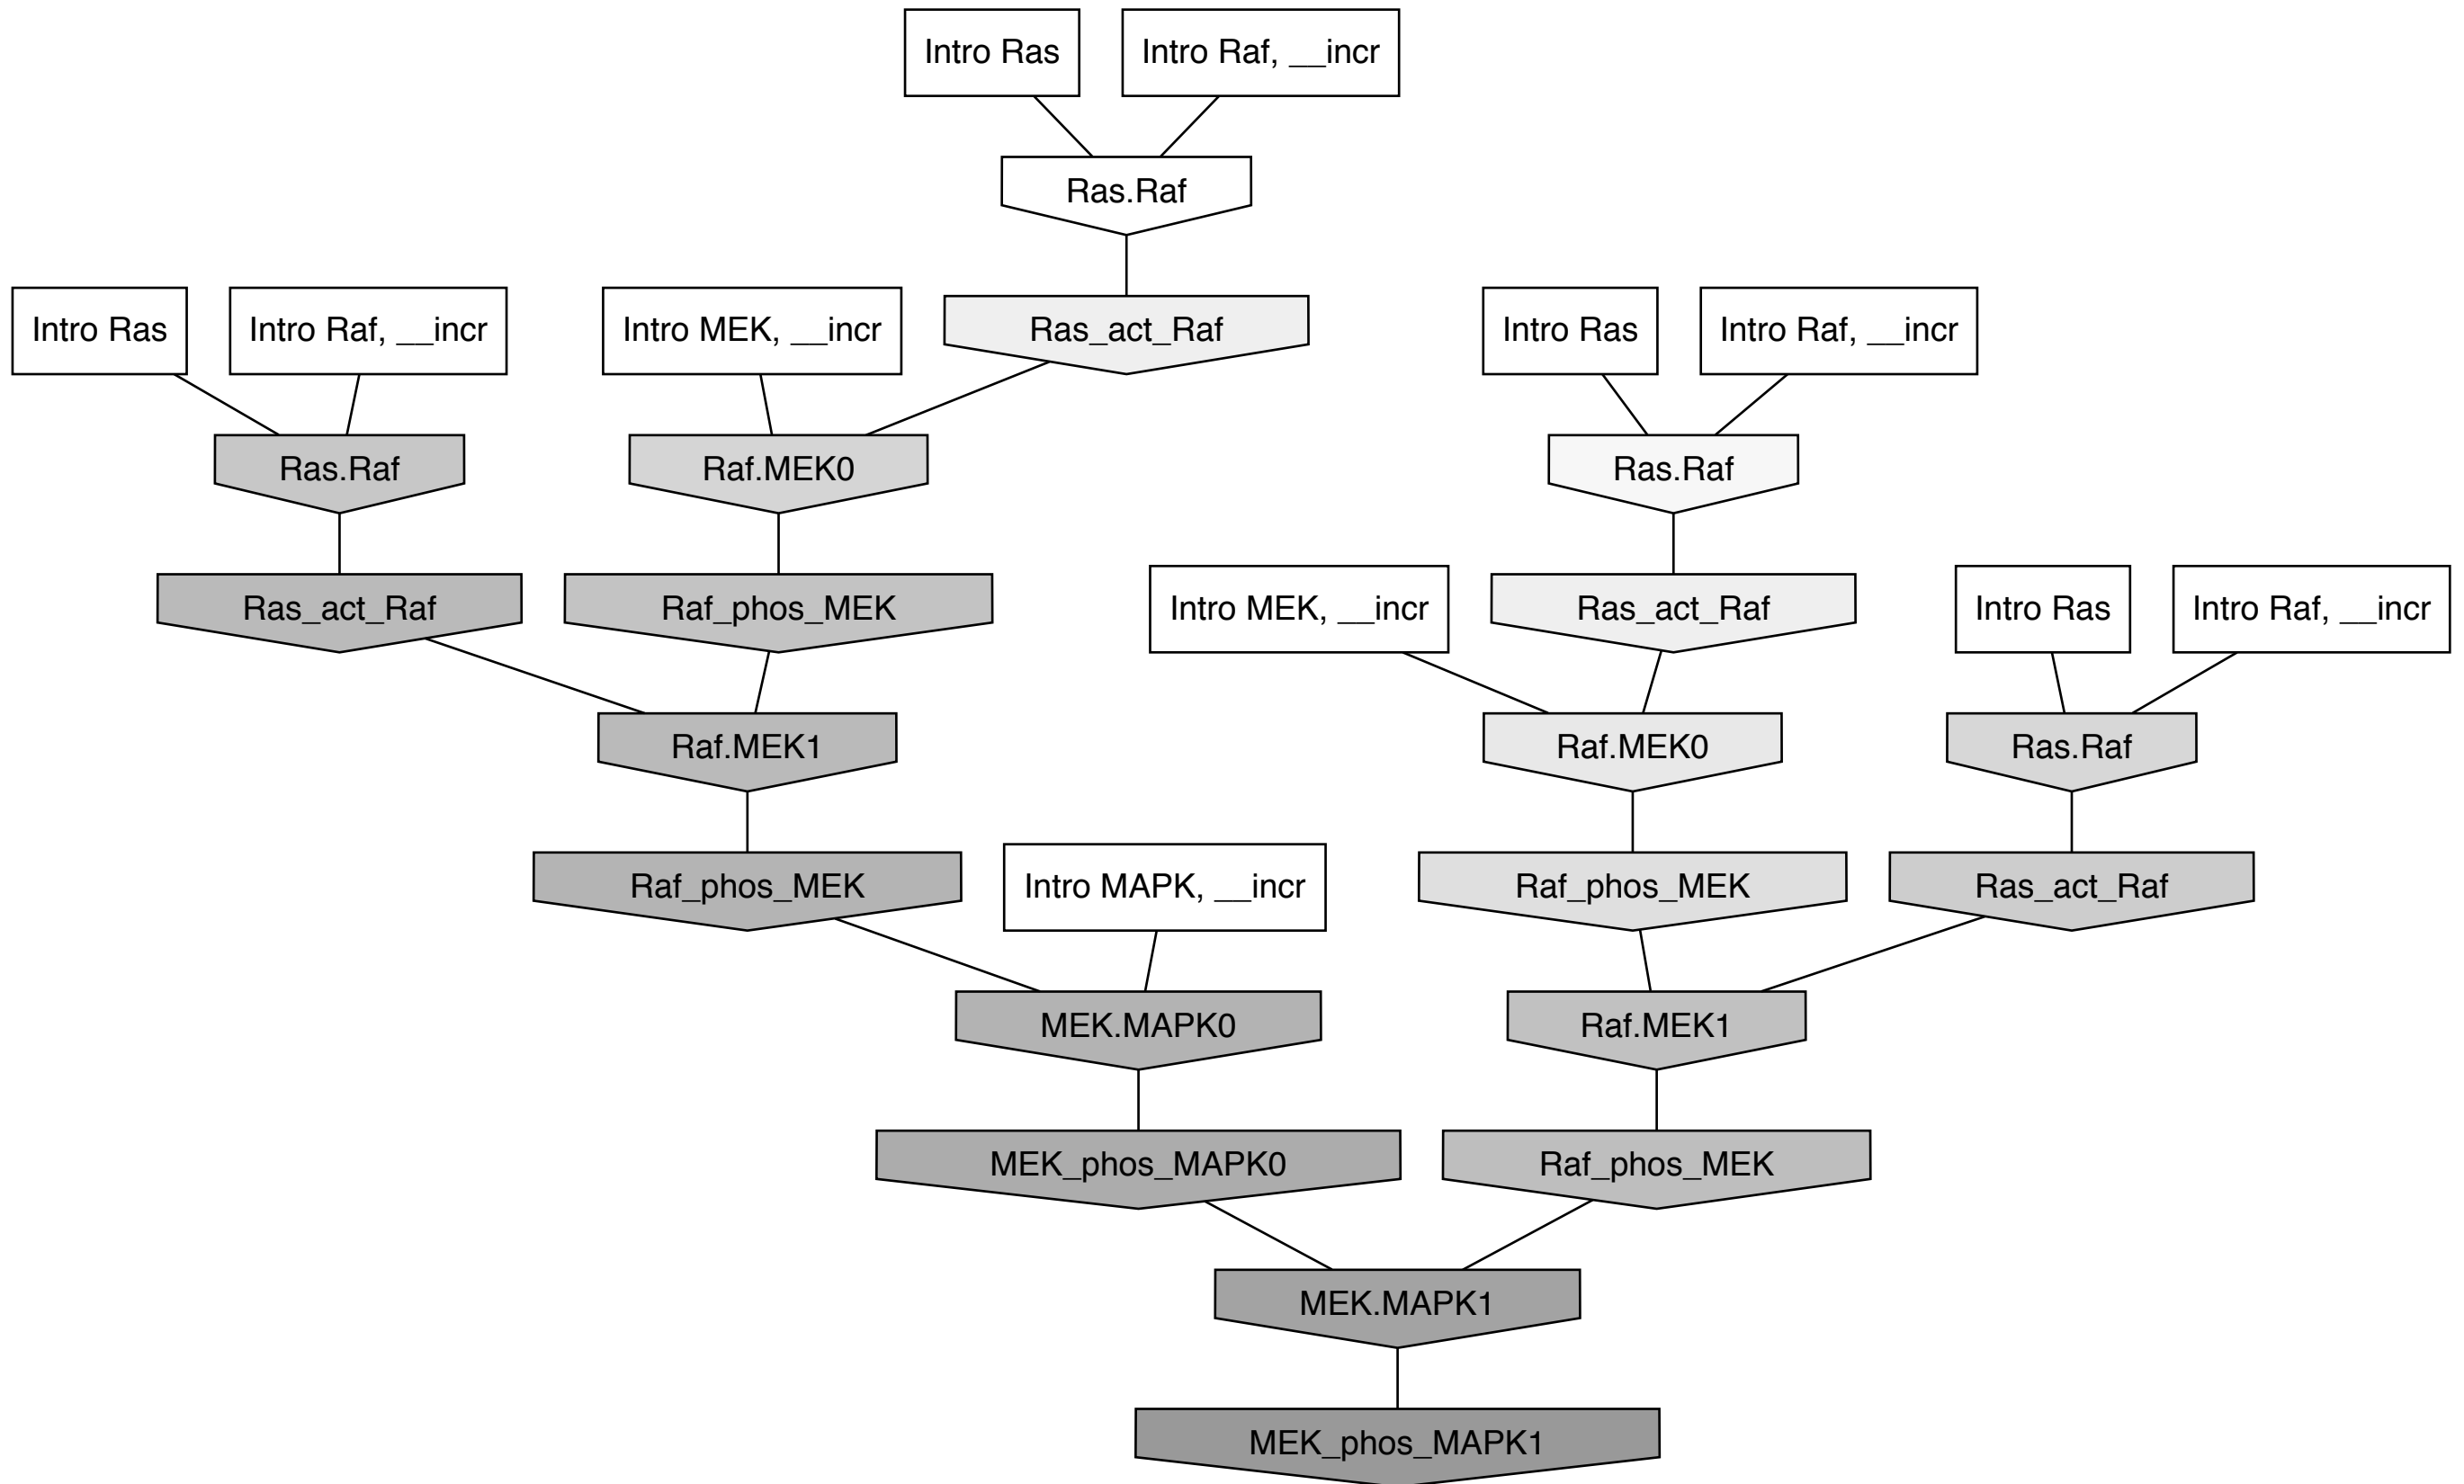 Intro Ras
Intro Raf, __incr
Ras.Raf
Intro Ras
Intro Raf, __incr
Intro MEK, __incr
Ras_act_Raf
Intro Ras
Intro Raf, __incr
Ras.Raf
Raf.MEK0
Ras.Raf
Ras_act_Raf
Raf_phos_MEK
Intro MEK, __incr
Ras_act_Raf
Intro Ras
Intro Raf, __incr
Raf.MEK1
Raf.MEK0
Ras.Raf
Raf_phos_MEK
Intro MAPK, __incr
Raf_phos_MEK
Ras_act_Raf
MEK.MAPK0
Raf.MEK1
MEK_phos_MAPK0
Raf_phos_MEK
MEK.MAPK1
MEK_phos_MAPK1